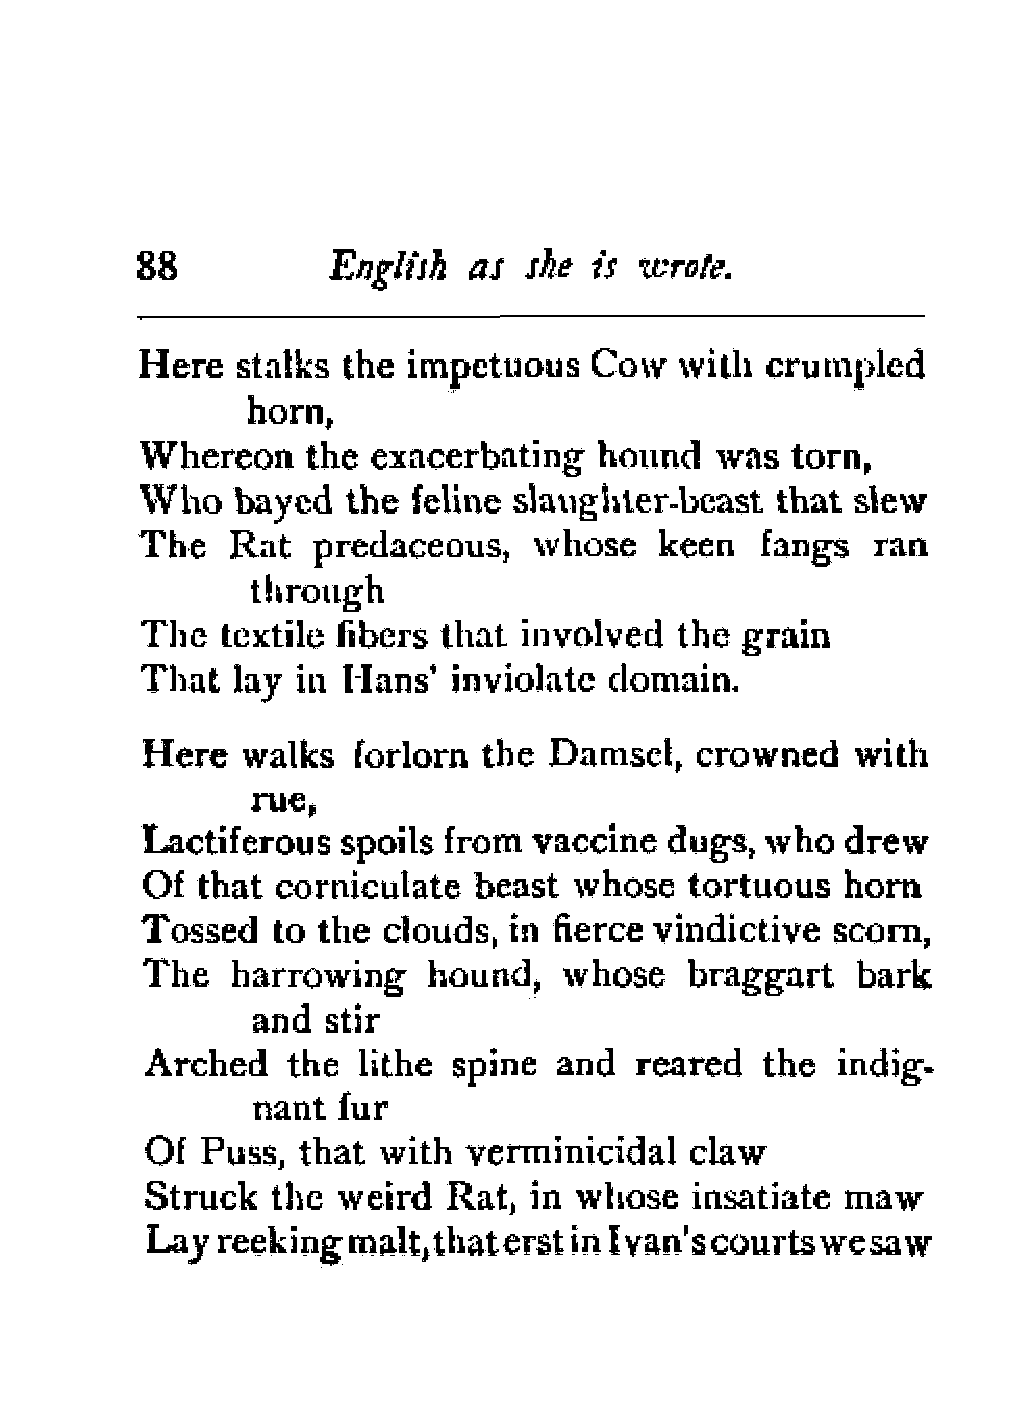 88 English as she is wrote.
Here stalks the impetuous Cow with crumpled
horn,
Whereon the exacerbating hound was torn,
Who bayed the feline slaughter-beast that slew
The Rat predaceous, whose keen fangs ran
through
The textile fibers that involved the grain
That lay in Hans' inviolate domain.
Here walks forlorn the Damsel, crowned with
rue,
Lactiferous spoils from vaccine dugs, who drew
Of that corniculate beast whose tortuous horn
Tossed to the clouds, in fierce vindictive scorn,
The harrowing hound, whose braggart bark
and stir
Arched the lithe spine and reared the indig-
nant fur
Of Puss, that with verminicidal claw
Struck the weird Rat, in whose insatiate maw
Lay reeking malt, that erst in Ivan's courts we saw